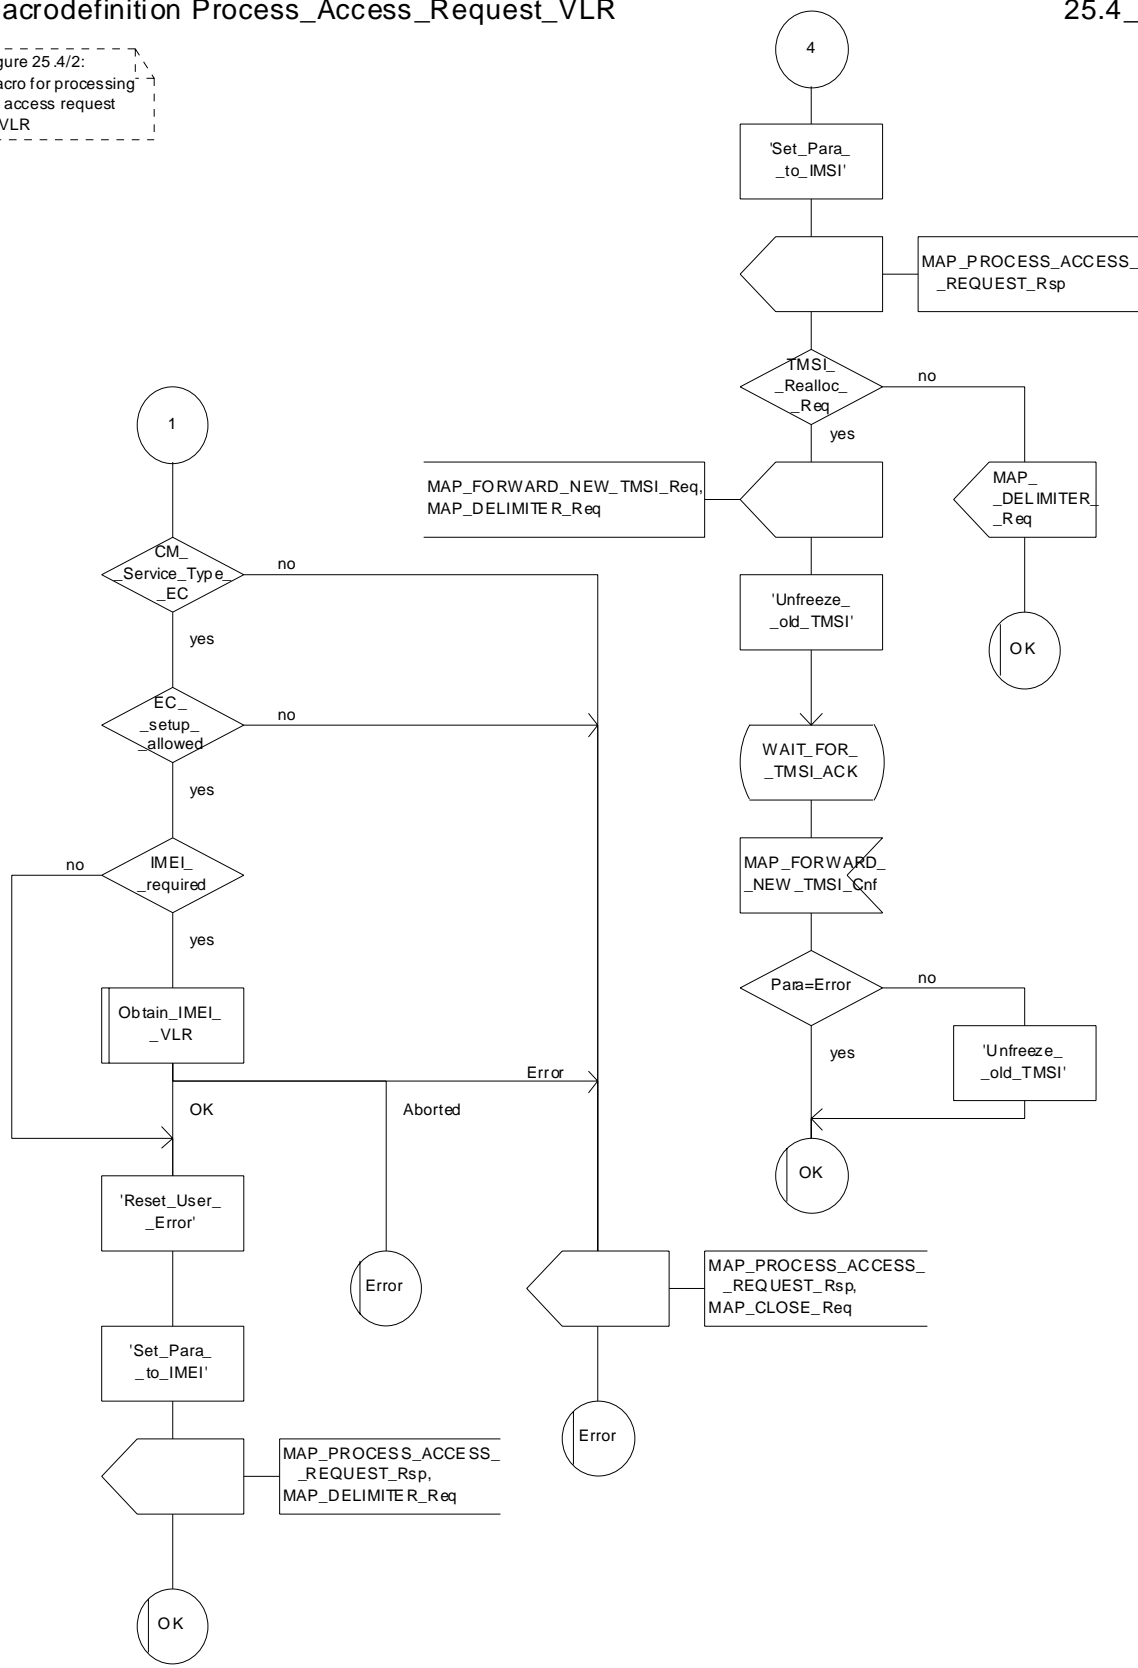 acrodefinition Process_Access_Request_VLR
25.4_
gure 25.4/2:
acro for processing
access request
VLR
4
'Set_Para_
_to_IMSI'
MAP_PROCESS_ACCESS_
_REQUEST_Rsp
TMSI_
_Realloc_
_Req
no
yes
MAP_FORWARD_NEW_TMSI_Req,
MAP_DELIMITER_Req
MAP_
_DELIMITER_
_Req
'Unfreeze_
_old_TMSI'
OK
WAIT_FOR_
_TMSI_ACK
MAP_FORWARD_
_NEW_TMSI_Cnf
Para=Error
no
yes
'Unfreeze_
_old_TMSI'
OK
1
CM_
_Service_Type_
_EC
no
yes
EC_
_setup_
_allowed
no
yes
IMEI_
_required
no
yes
Obtain_IMEI_
_VLR
Error
OK
Aborted
'Reset_User_
_Error'
Error
MAP_PROCESS_ACCESS_
_REQUEST_Rsp,
MAP_CLOSE_Req
'Set_Para_
_to_IMEI'
Error
MAP_PROCESS_ACCESS_
_REQUEST_Rsp,
MAP_DELIMITER_Req
OK